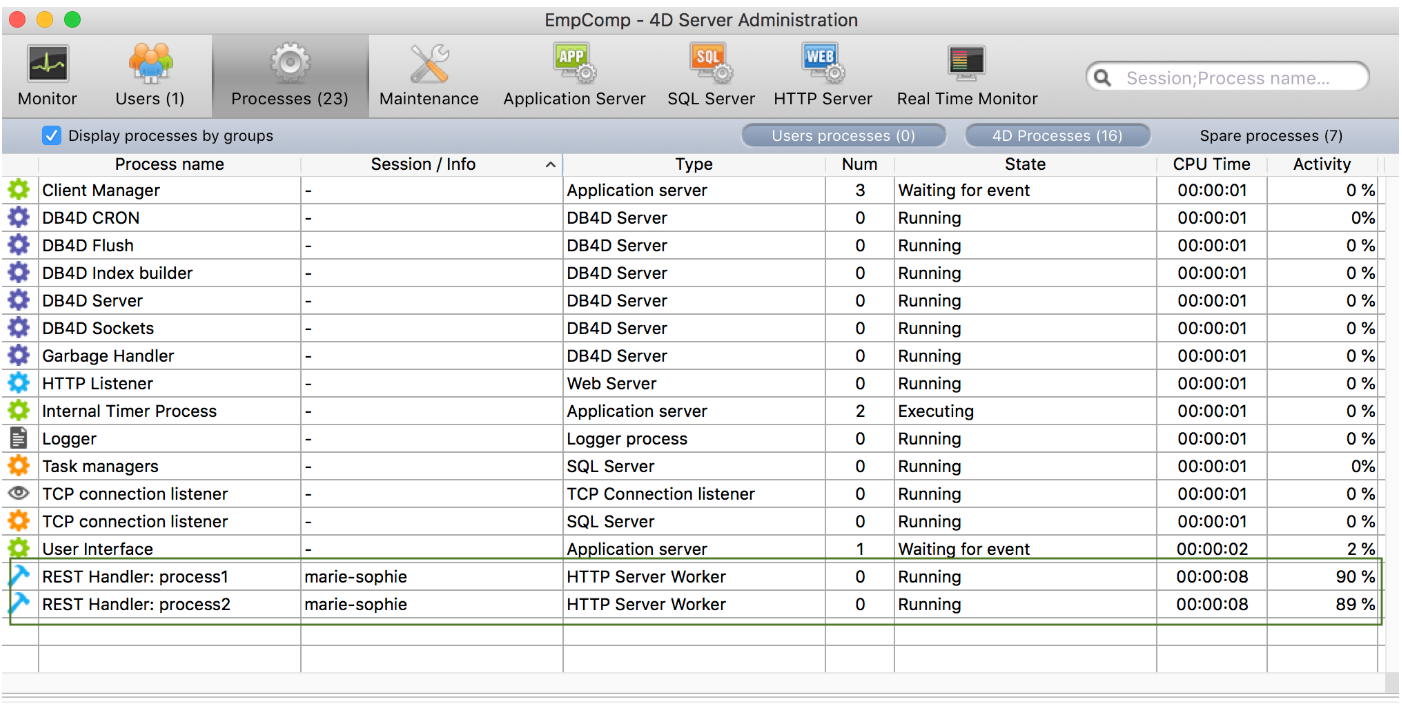 EmpComp - 4D Server Administration
APP SQL WEB
Monitor Users (1) Processes (23) Maintenance Application Server SQL Server HTTP Server Real Time Monitor Session;Process name...
Display processes by groups Users processes (0) 4D Processes (16) Spare processes (7)
Process name Session / Info Type Num State CPU Time Activity
Client Manager - Application server 3 Waiting for event 00:00:01 0 %
DB4D CRON - DB4D Server 0 Running 00:00:01 0%
DB4D Flush - DB4D Server 0 Running 00:00:01 0 %
DB4D Index builder - DB4D Server 0 Running 00:00:01 0 %
DB4D Server - DB4D Server 0 Running 00:00:01 0 %
DB4D Sockets - DB4D Server 0 Running 00:00:01 0 %
Garbage Handler - DB4D Server 0 Running 00:00:01 0 %
HTTP Listener - Web Server 0 Running 00:00:01 0 %
Internal Timer Process - Application server 2 Executing 00:00:01 0 %
Logger - Logger process 0 Running 00:00:01 0 %
Task managers - SQL Server 0 Running 00:00:01 0%
TCP connection listener - TCP Connection listener 0 Running 00:00:01 0 %
TCP connection listener - SQL Server 0 Running 00:00:01 0 %
User Interface - Application server 1 Waiting for event 00:00:02 2 %
REST Handler: process1 marie-sophie HTTP Server Worker 0 Running 00:00:08 90 %
REST Handler: process2 marie-sophie HTTP Server Worker 0 Running 00:00:08 89 %